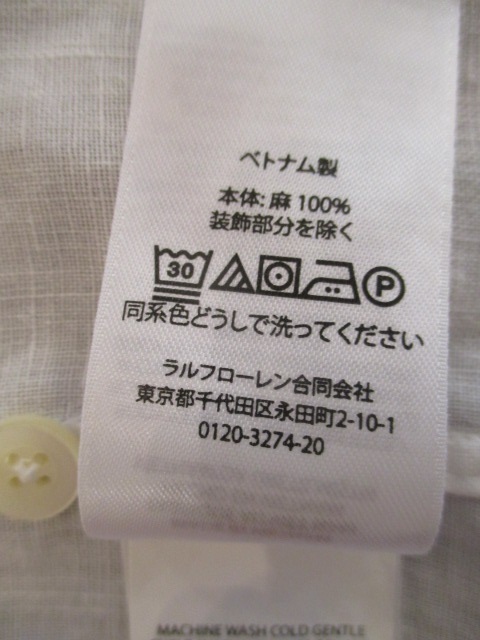 ベトナム製
本体: 麻 100%
装飾部分を除く
30 P
同系色どうしで洗ってください
ラルフローレン合同会社
東京都千代田区永田町2-10-1
0120-3274-20
MACHINE WASH COLD GENTLE